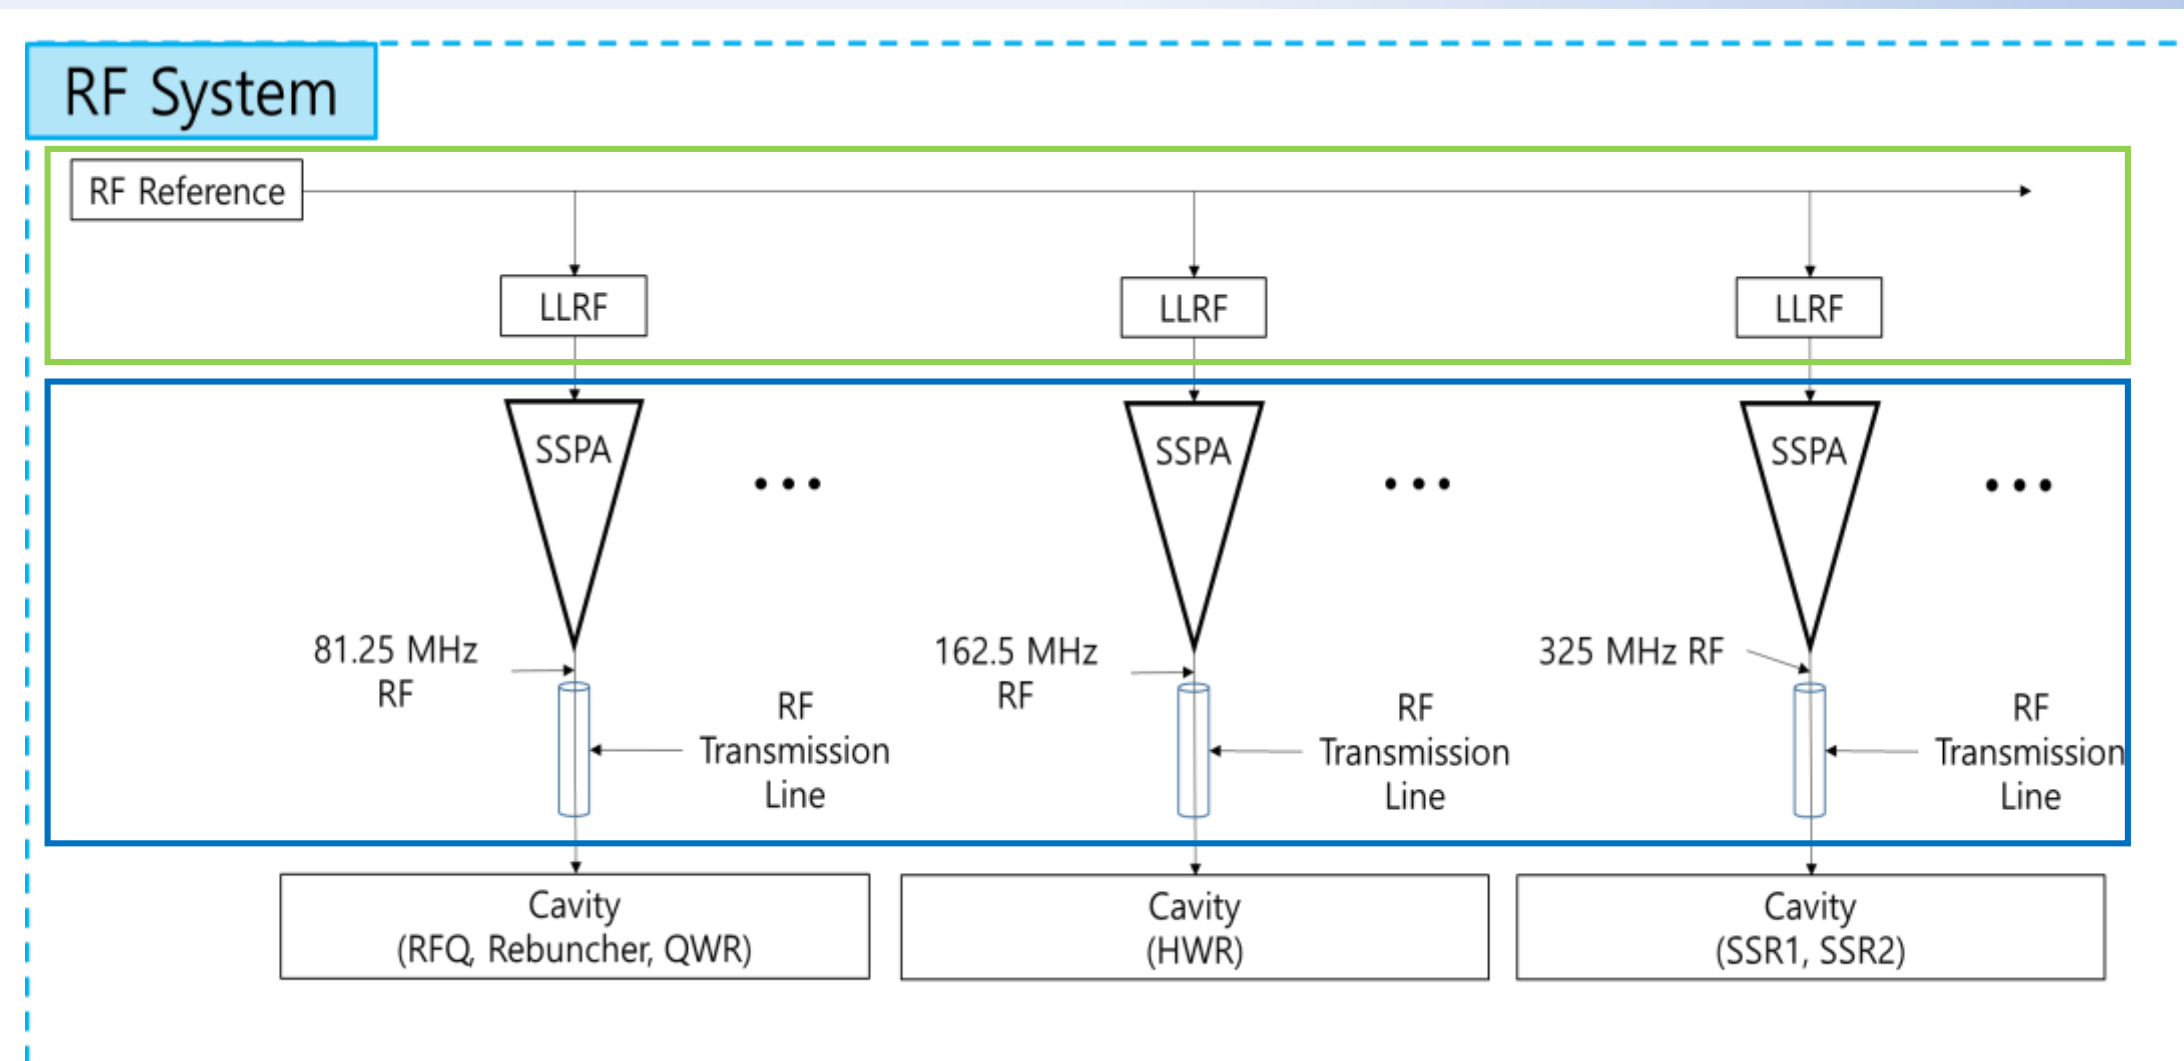 RF System
RF Reference
LLRF
LLRF
LLRF
SSPA
SSPA
SSPA
81.25 MHz
RF
RF
Transmission
Line
162.5 MHz
RF
RF
Transmission
Line
325 MHz RF
RF
Transmission
Line
Cavity
(RFQ, Rebuncher, QWR)
Cavity
(HWR)
Cavity
(SSR1, SSR2)